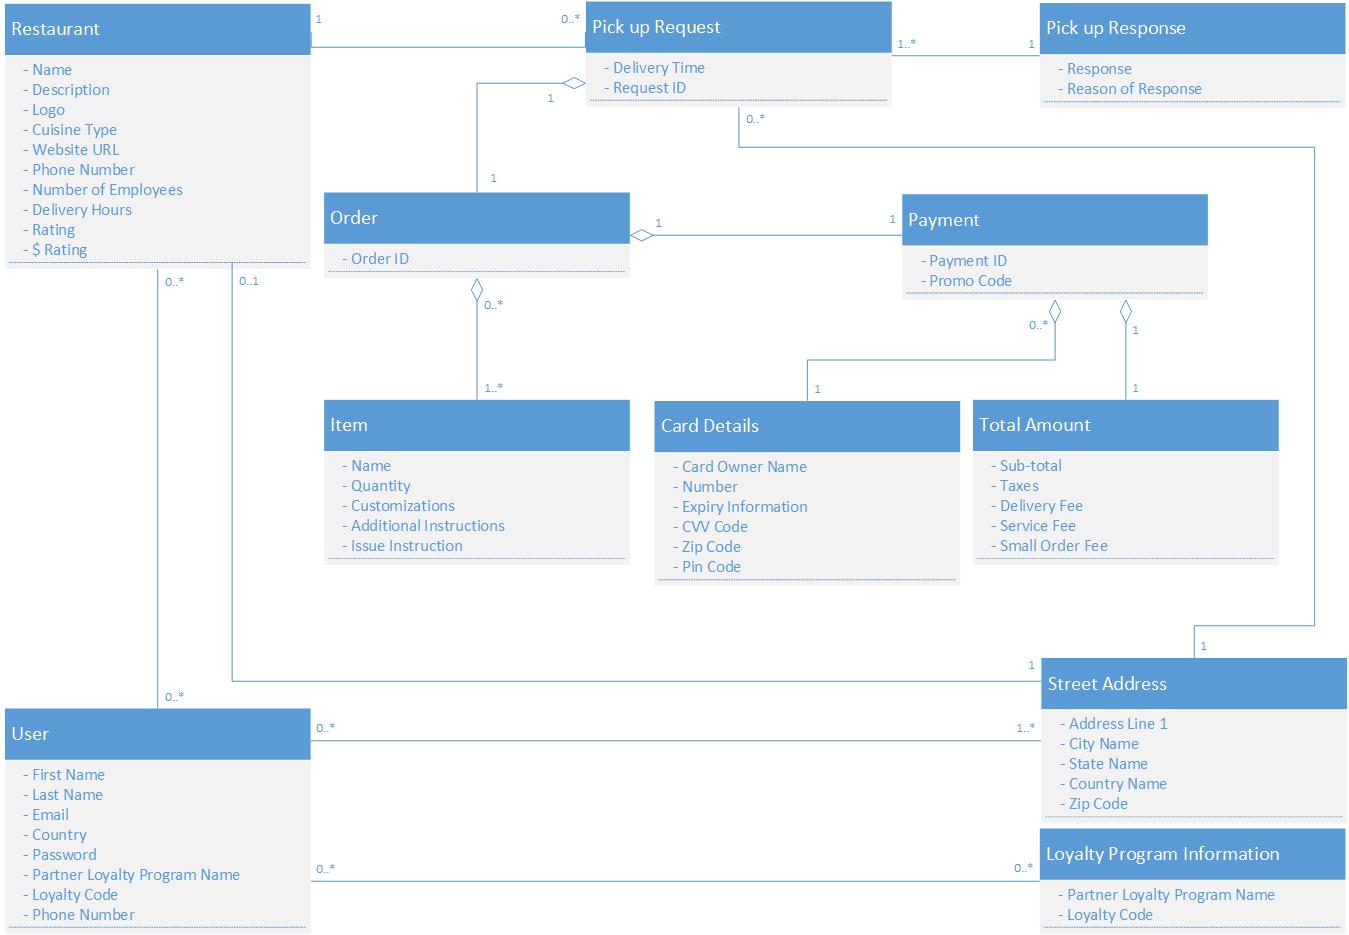 Restaurant
- Name
- Description
- Logo
- Cuisine Type
- Website URL
- Phone Number
- Number of Employees
- Delivery Hours
- Rating
- $ Rating
1
0..*
Pick up Request
- Delivery Time
- Request ID
1..*
1
Pick up Response
- Response
- Reason of Response
1
0..*
1
Order
- Order ID
1
1
Payment
- Payment ID
- Promo Code
0..*
0..1
0..*
0..*
1
1..*
1
1
Item
- Name
- Quantity
- Customizations
- Additional Instructions
- Issue Instruction
Card Details
- Card Owner Name
- Number
- Expiry Information
- CVV Code
- Zip Code
- Pin Code
Total Amount
- Sub-total
- Taxes
- Delivery Fee
- Service Fee
- Small Order Fee
1
1
Street Address
- Address Line 1
- City Name
- State Name
- Country Name
- Zip Code
0..*
User
- First Name
- Last Name
- Email
- Country
- Password
- Partner Loyalty Program Name
- Loyalty Code
- Phone Number
0..*
1..*
0..*
0..*
Loyalty Program Information
- Partner Loyalty Program Name
- Loyalty Code